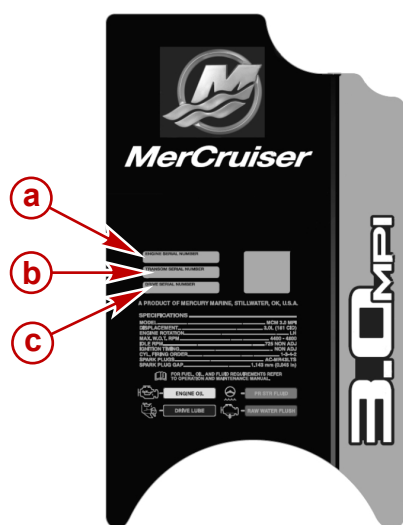 MerCruiser
a
ENGINE SERIAL NUMBER
b
TRANSOM SERIAL NUMBER
c
DRIVE SERIAL NUMBER
A PRODUCT OF MERCURY MARINE, STILLWATER, OK, U.S.A.
SPECIFICATIONS
MODEL MCM 3.0 MPI
DISPLACEMENT 3.0L (181 CID)
ENGINE ROTATION LH
MAX. W.O.T. RPM 4400 - 4800
IDLE RPM 775 NON ADJ
IGNITION TIMING NON ADJ
CYL. FIRING ORDER 1-3-4-2
SPARK PLUGS AC-MR43LTS
SPARK PLUG GAP 1,143 mm (0,045 in)
FOR FUEL, OIL, AND FLUID REQUIREMENTS REFER
TO OPERATION AND MAINTENANCE MANUAL.
ENGINE OIL
PR STR FLUID
DRIVE LUBE
RAW WATER FLUSH
3.0 MPI